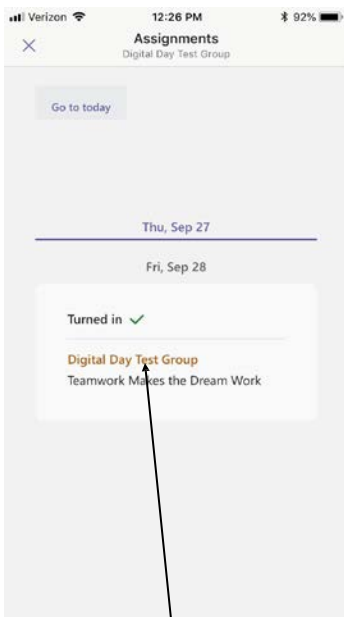 Verizon 12:26 PM 92%
Assignments
Digital Day Test Group
Go to today
Thu, Sep 27
Fri, Sep 28
Turned in
Digital Day Test Group
Teamwork Makes the Dream Work